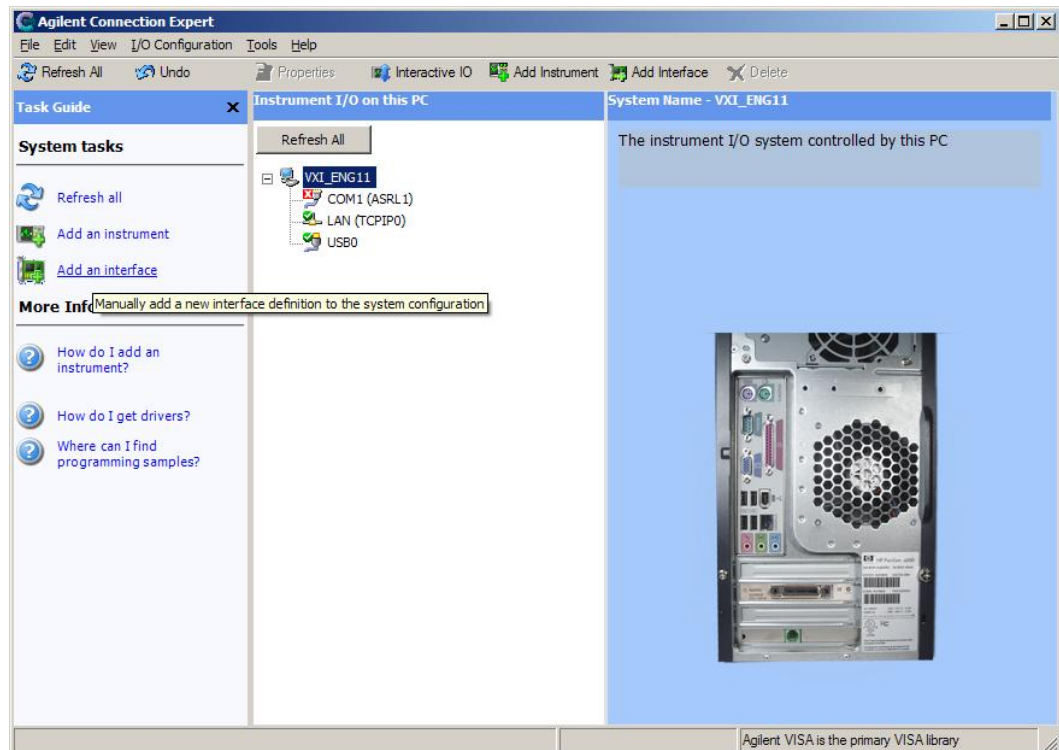 Agilent Connection Expert
File Edit View I/O Configuration Tools Help
Refresh All Undo Properties Interactive IO Add Instrument Add Interface Delete
Task Guide
System tasks
Refresh all
Add an instrument
Add an interface
Manually add a new interface definition to the system configuration
More Info
How do I add an
instrument?
How do I get drivers?
Where can I find
programming samples?
Instrument I/O on this PC
Refresh All
VXI_ENG11
COM1 (ASRL1)
LAN (TCPIP0)
USB0
System Name - VXI_ENG11
The instrument I/O system controlled by this PC
Agilent VISA is the primary VISA library